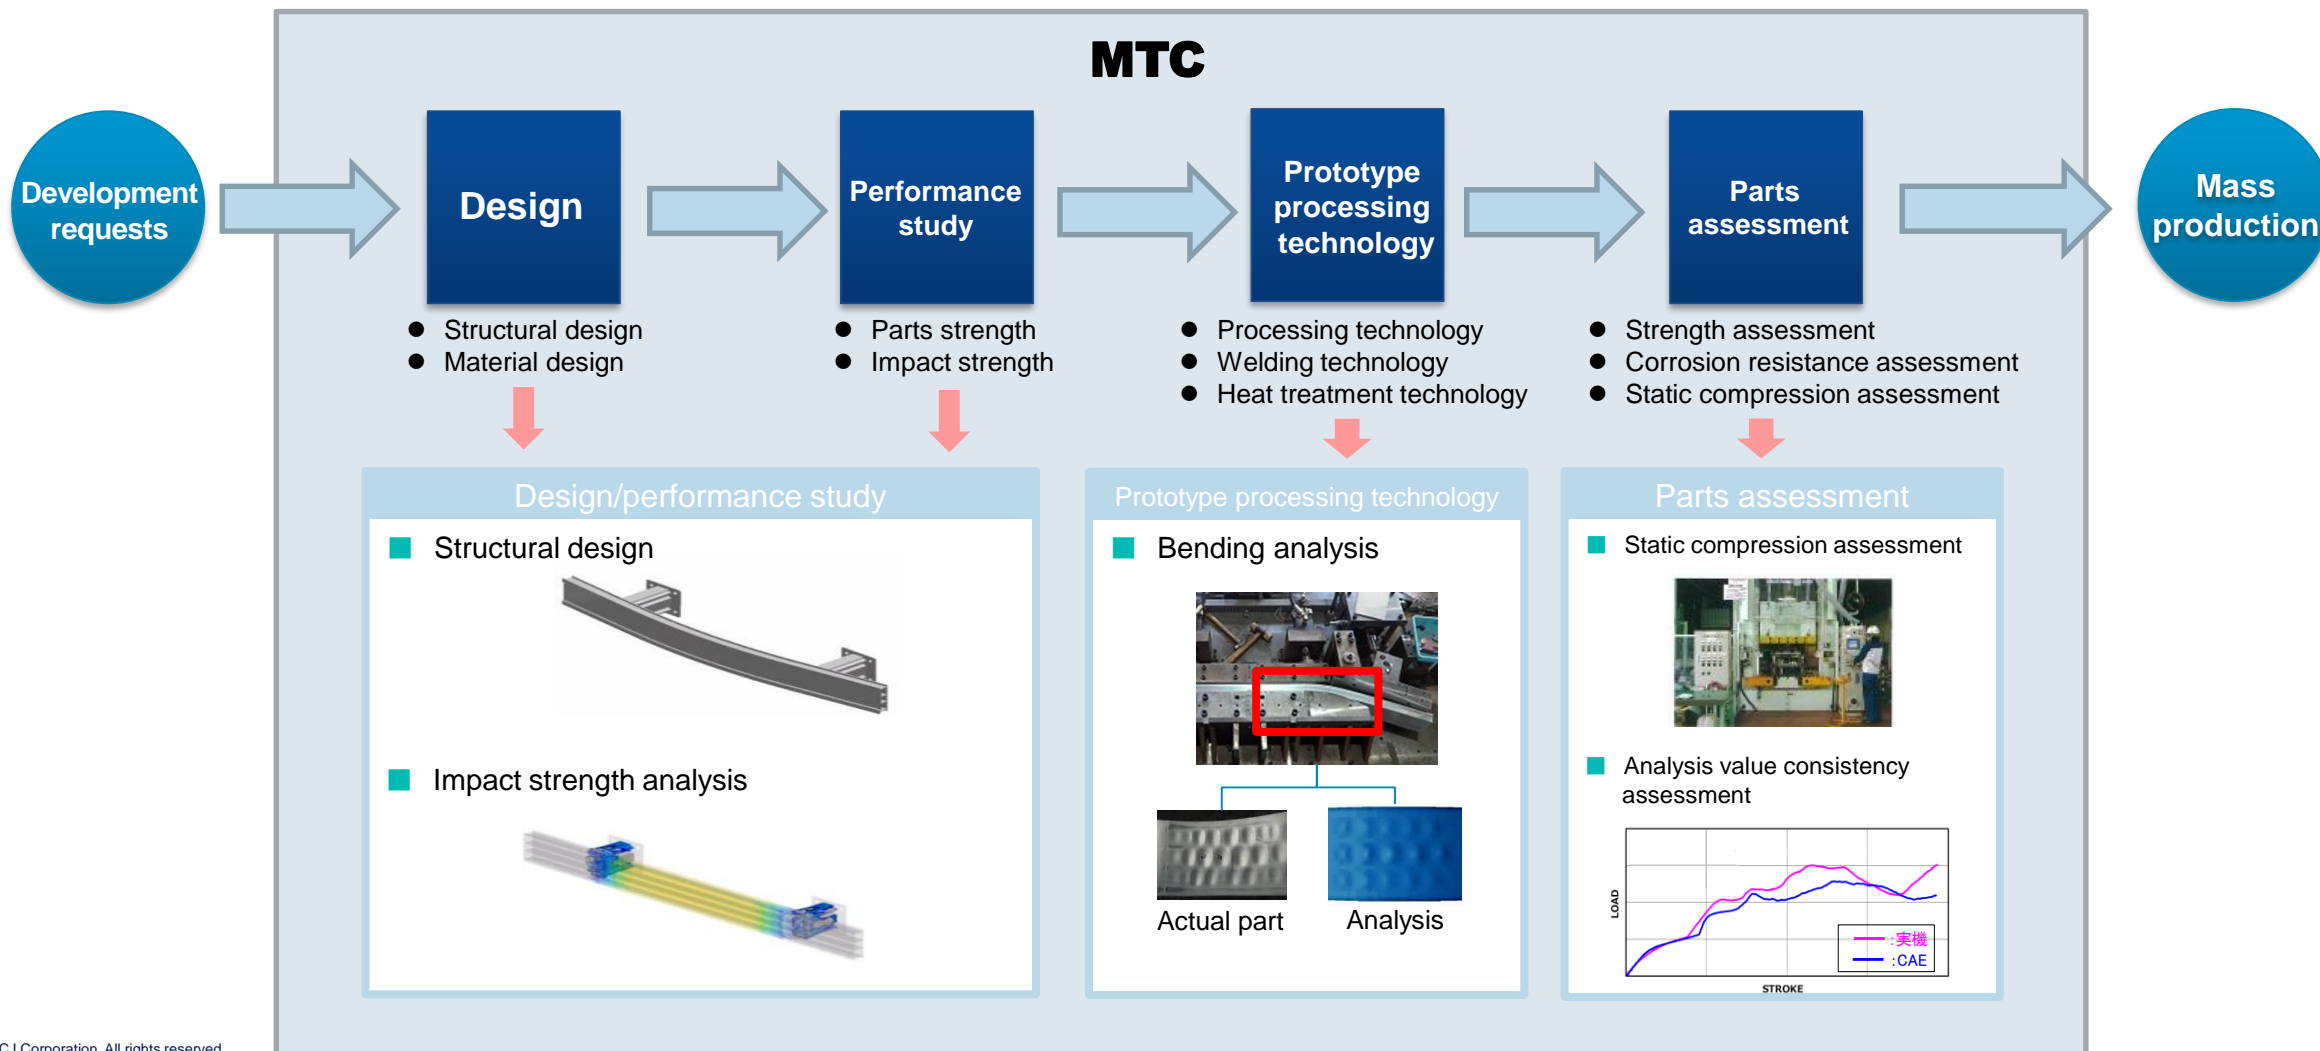 MTC
Development
requests
Design
Performance
study
Prototype
processing
technology
Parts
assessment
Mass
production
● Structural design
● Material design
● Parts strength
● Impact strength
● Processing technology
● Welding technology
● Heat treatment technology
● Strength assessment
● Corrosion resistance assessment
● Static compression assessment
Design/performance study
■ Structural design
■ Impact strength analysis
Prototype processing technology
■ Bending analysis
Actual part
Analysis
Parts assessment
■ Static compression assessment
■ Analysis value consistency
assessment
LOAD
:実機
:CAE
STROKE
Corporation. All rights reserved